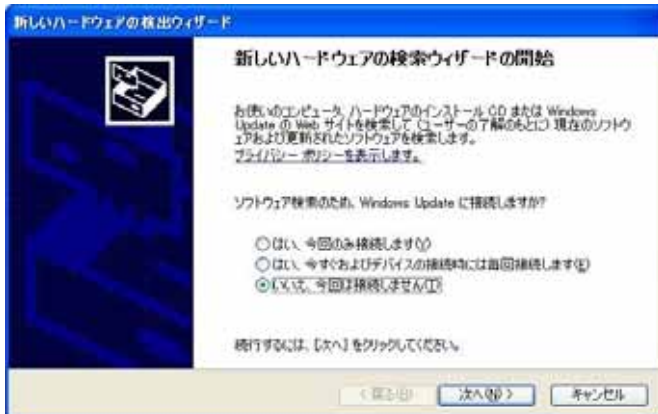 新しいハードウェアの検出ウィザード
新しいハードウェアの検索ウィザードの開始
お使いのコンピュータ、ハードウェアのインストール CD または Windows
Update の Web サイトを検索して (ユーザーの了解のもとに) 現在のソフトウ
ェアおよび更新されたソフトウェアを検索します。
プライバシー ポリシーを表示します。
ソフトウェア検索のため、Windows Update に接続しますか?
はい、今回のみ接続します(Y)
はい、今すぐおよびデバイスの接続時には毎回接続します(E)
いいえ、今回は接続しません(T)
続行するには、[次へ] をクリックしてください。
< 戻る(B) 次へ(N) > キャンセル